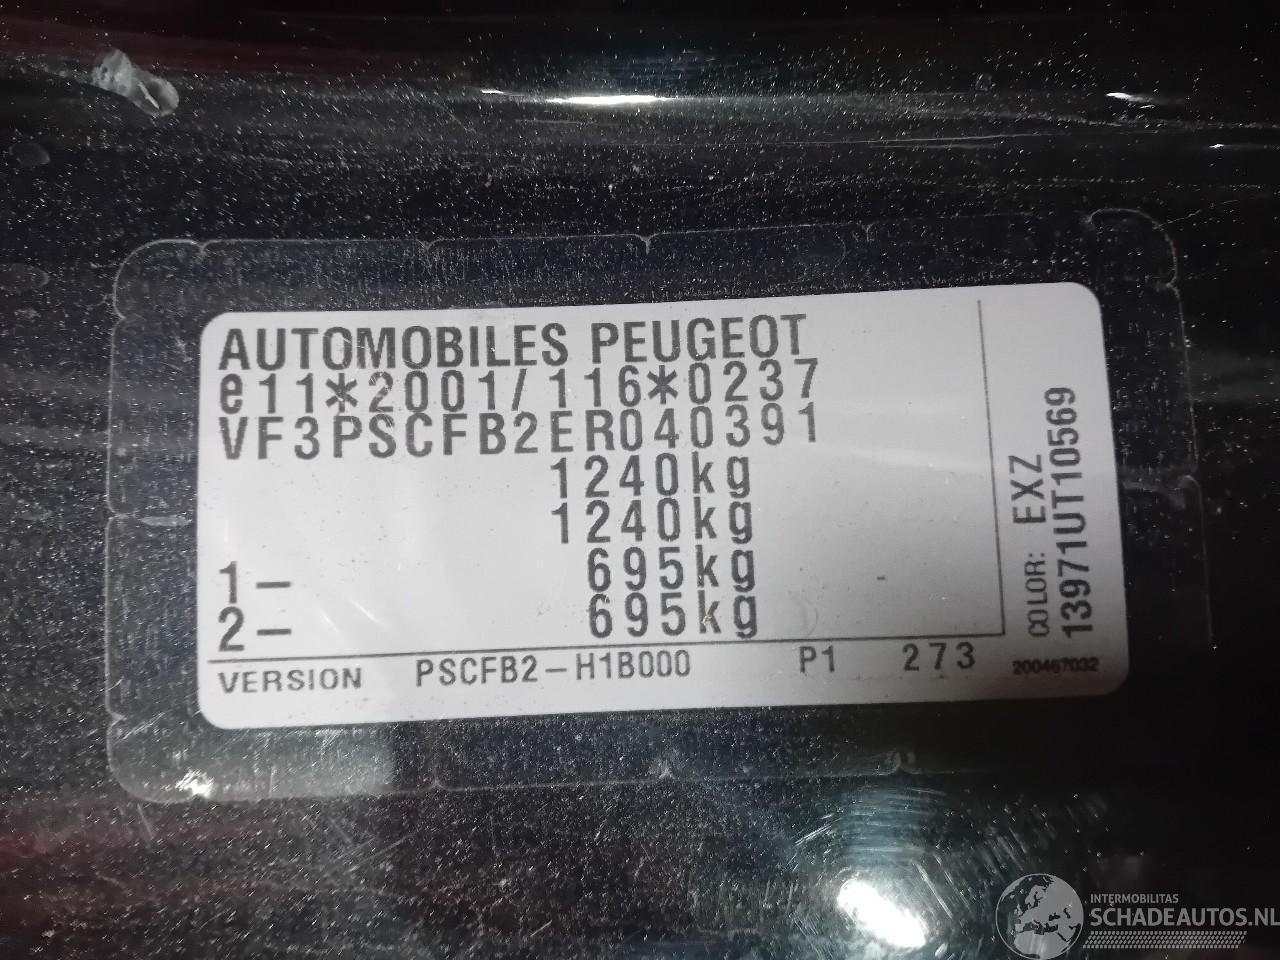 AUTOMOBILES PEUGEOT
e11*2001/116*0237
VF3PSCFB2ER040391
1240kg
1240kg
1– 695kg
2– 695kg
VERSION PSCFB2–H1B000 P1 273
COLOR: EXZ
13971UT10569
200467032
INTERMOBILITAS
SCHADEAUTOS.NL